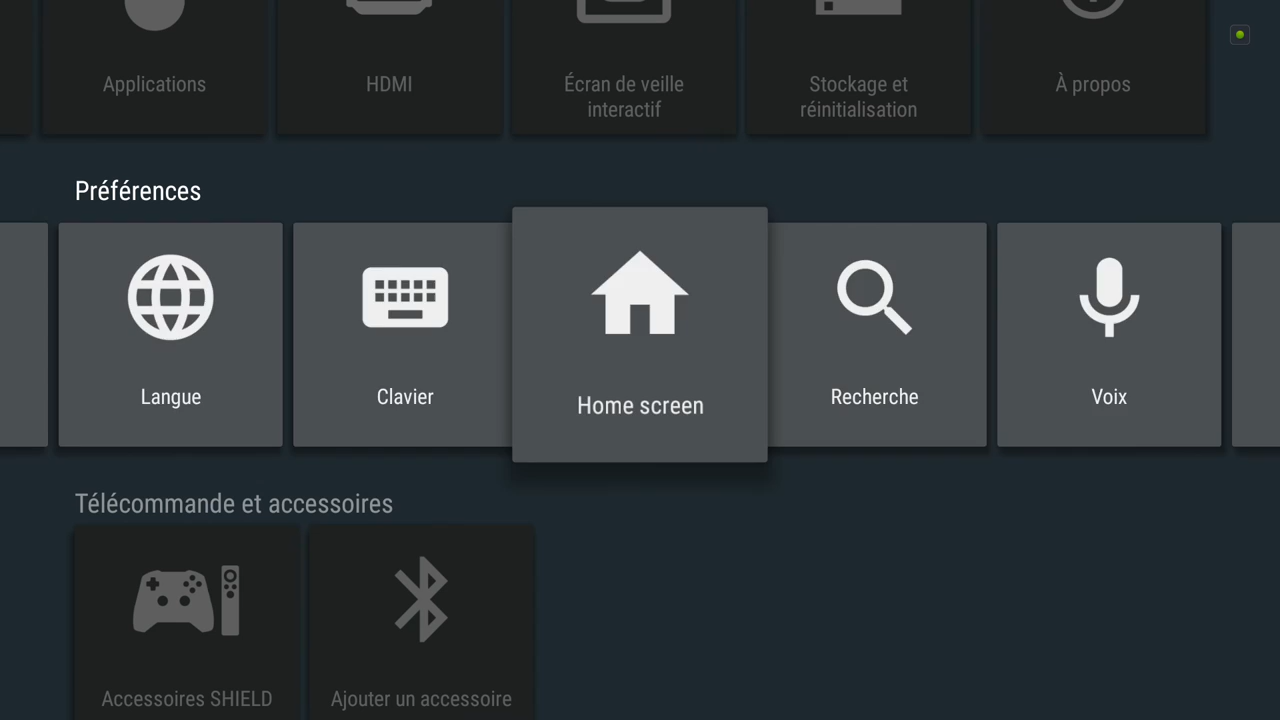 Applications
HDMI
Écran de veille
interactif
Stockage et
réinitialisation
À propos
Préférences
Langue
Clavier
Home screen
Recherche
Voix
Télécommande et accessoires
Accessoires SHIELD
Ajouter un accessoire